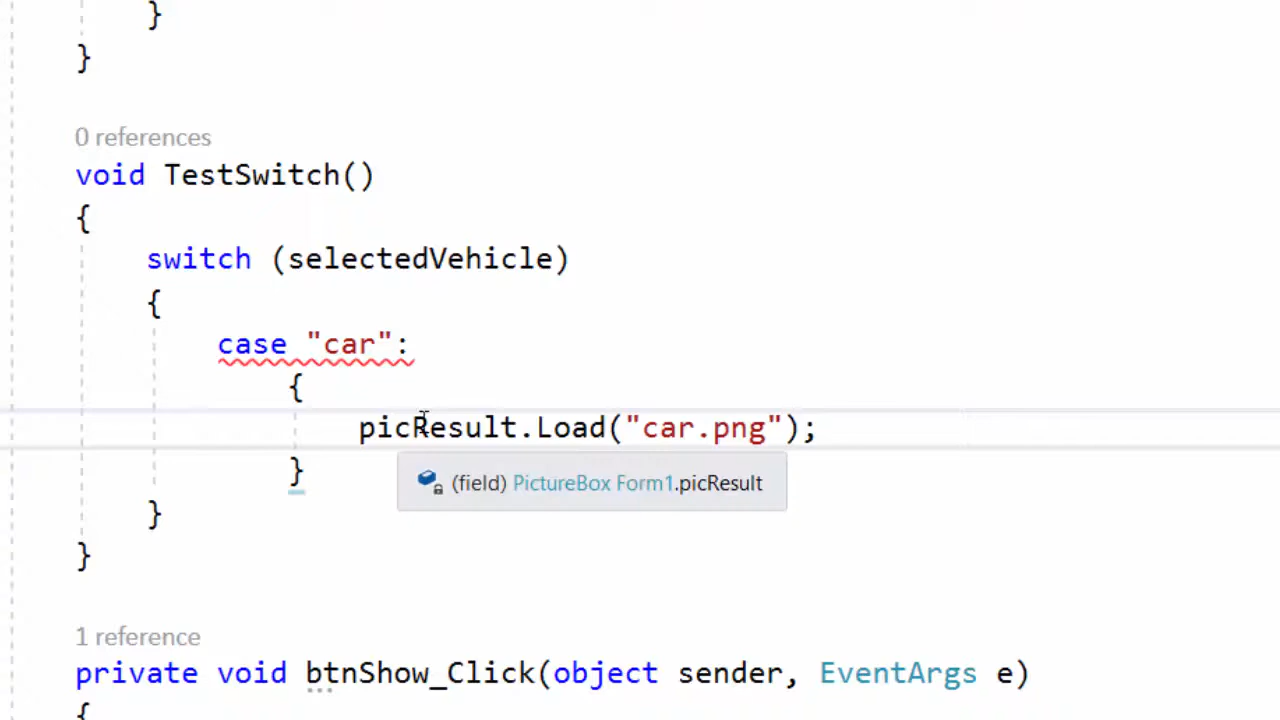 }
}
0 references
void TestSwitch()
{
switch (selectedVehicle)
{
case "car":
{
picResult.Load("car.png");
}
(field) PictureBox Form1.picResult
}
}
1 reference
private void btnShow_Click(object sender, EventArgs e)
{